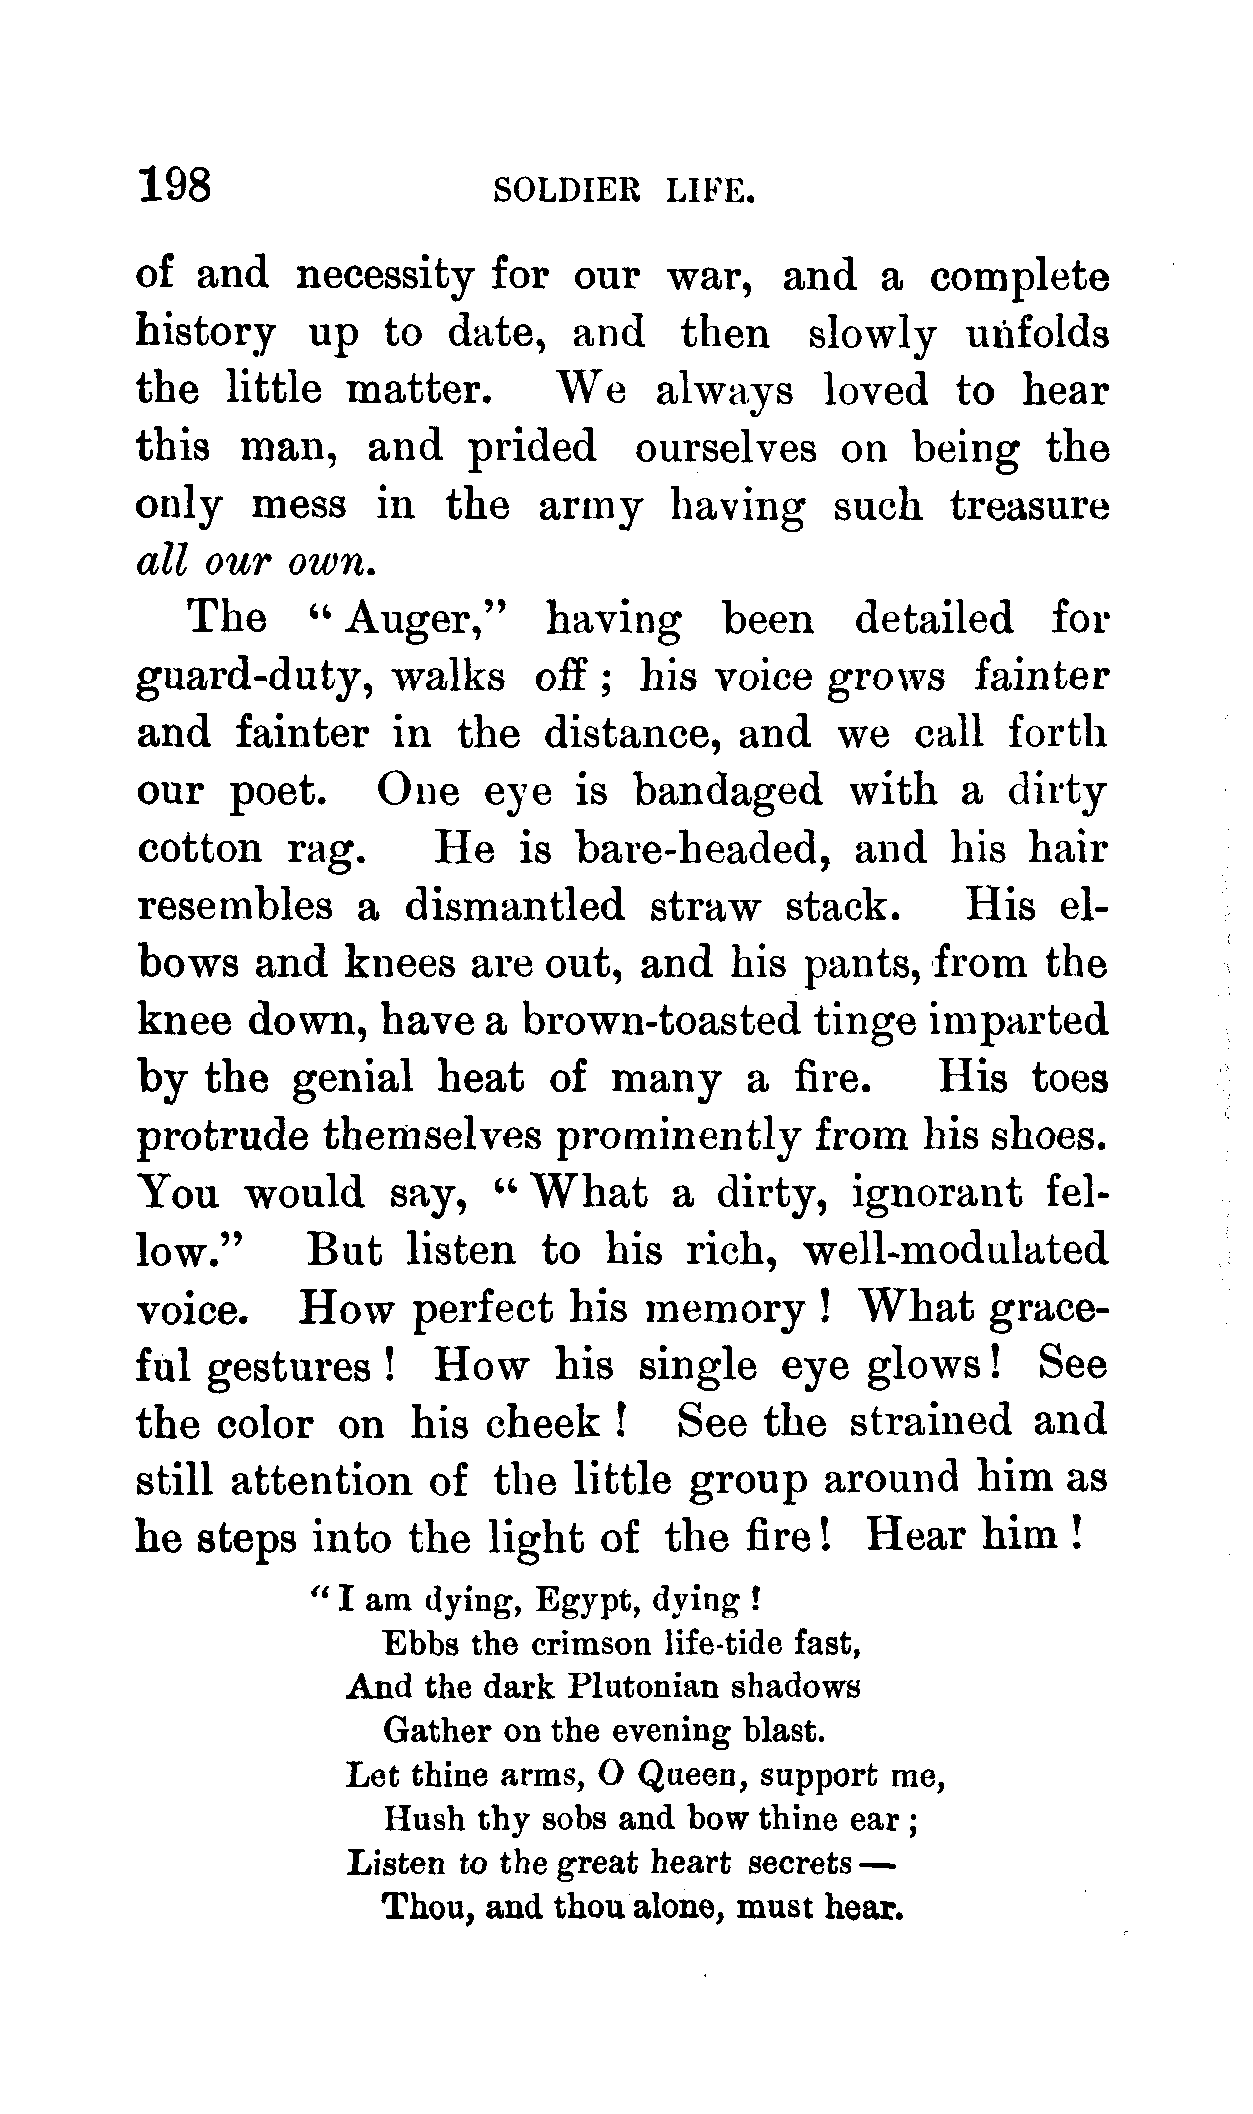 198 SOLDIER LIFE.
of and necessity for our war, and a complete
history up to date, and then slowly unfolds
the little matter. We always loved to hear
this man, and prided ourselves on being the
only mess in the army having such treasure
all our own.
The “Auger,” having been detailed for
guard-duty, walks off; his voice grows fainter
and fainter in the distance, and we call forth
our poet. One eye is bandaged with a dirty
cotton rag. He is bare-headed, and his hair
resembles a dismantled straw stack. His el-
bows and knees are out, and his pants, from the
knee down, have a brown-toasted tinge imparted
by the genial heat of many a fire. His toes
protrude themselves prominently from his shoes.
You would say, “What a dirty, ignorant fel-
low.” But listen to his rich, well-modulated
voice. How perfect his memory! What grace-
ful gestures! How his single eye glows! See
the color on his cheek! See the strained and
still attention of the little group around him as
he steps into the light of the fire! Hear him!
“I am dying, Egypt, dying!
Ebbs the crimson life-tide fast,
And the dark Plutonian shadows
Gather on the evening blast.
Let thine arms, O Queen, support me,
Hush thy sobs and bow thine ear;
Listen to the great heart secrets—
Thou, and thou alone, must hear.